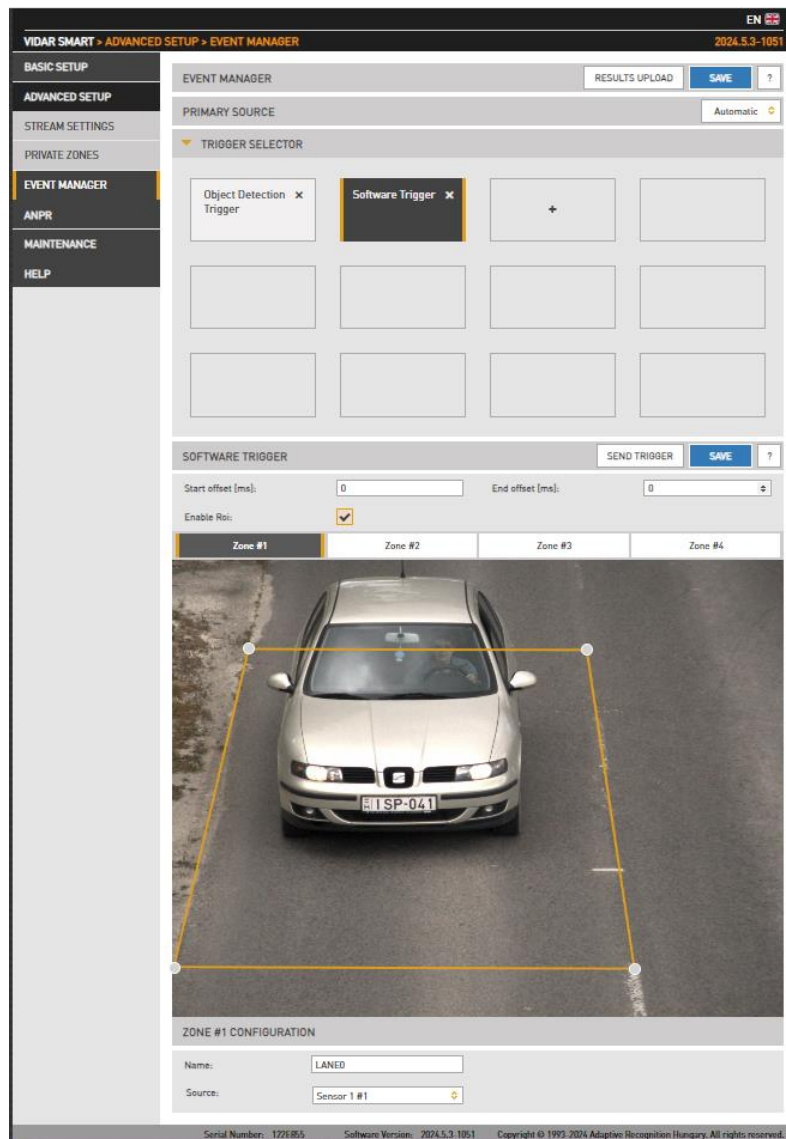 EN
VIDAR SMART > ADVANCED SETUP > EVENT MANAGER 2024.5.3-1051
BASIC SETUP
ADVANCED SETUP
STREAM SETTINGS
PRIVATE ZONES
EVENT MANAGER
ANPR
MAINTENANCE
HELP
EVENT MANAGER RESULTS UPLOAD SAVE ?
PRIMARY SOURCE Automatic
TRIGGER SELECTOR
Object Detection Trigger ×
Software Trigger ×
+
SOFTWARE TRIGGER SEND TRIGGER SAVE ?
Start offset [ms]: 0 End offset [ms]: 0
Enable Roi:
Zone #1 Zone #2 Zone #3 Zone #4
ISP-041
ZONE #1 CONFIGURATION
Name: LANE0
Source: Sensor 1 #1
Serial Number: 1226855 Software Version: 2024.5.3 1051 Copyright © 1993-2024 Adaptive Recognition Hungary. All rights reserved.